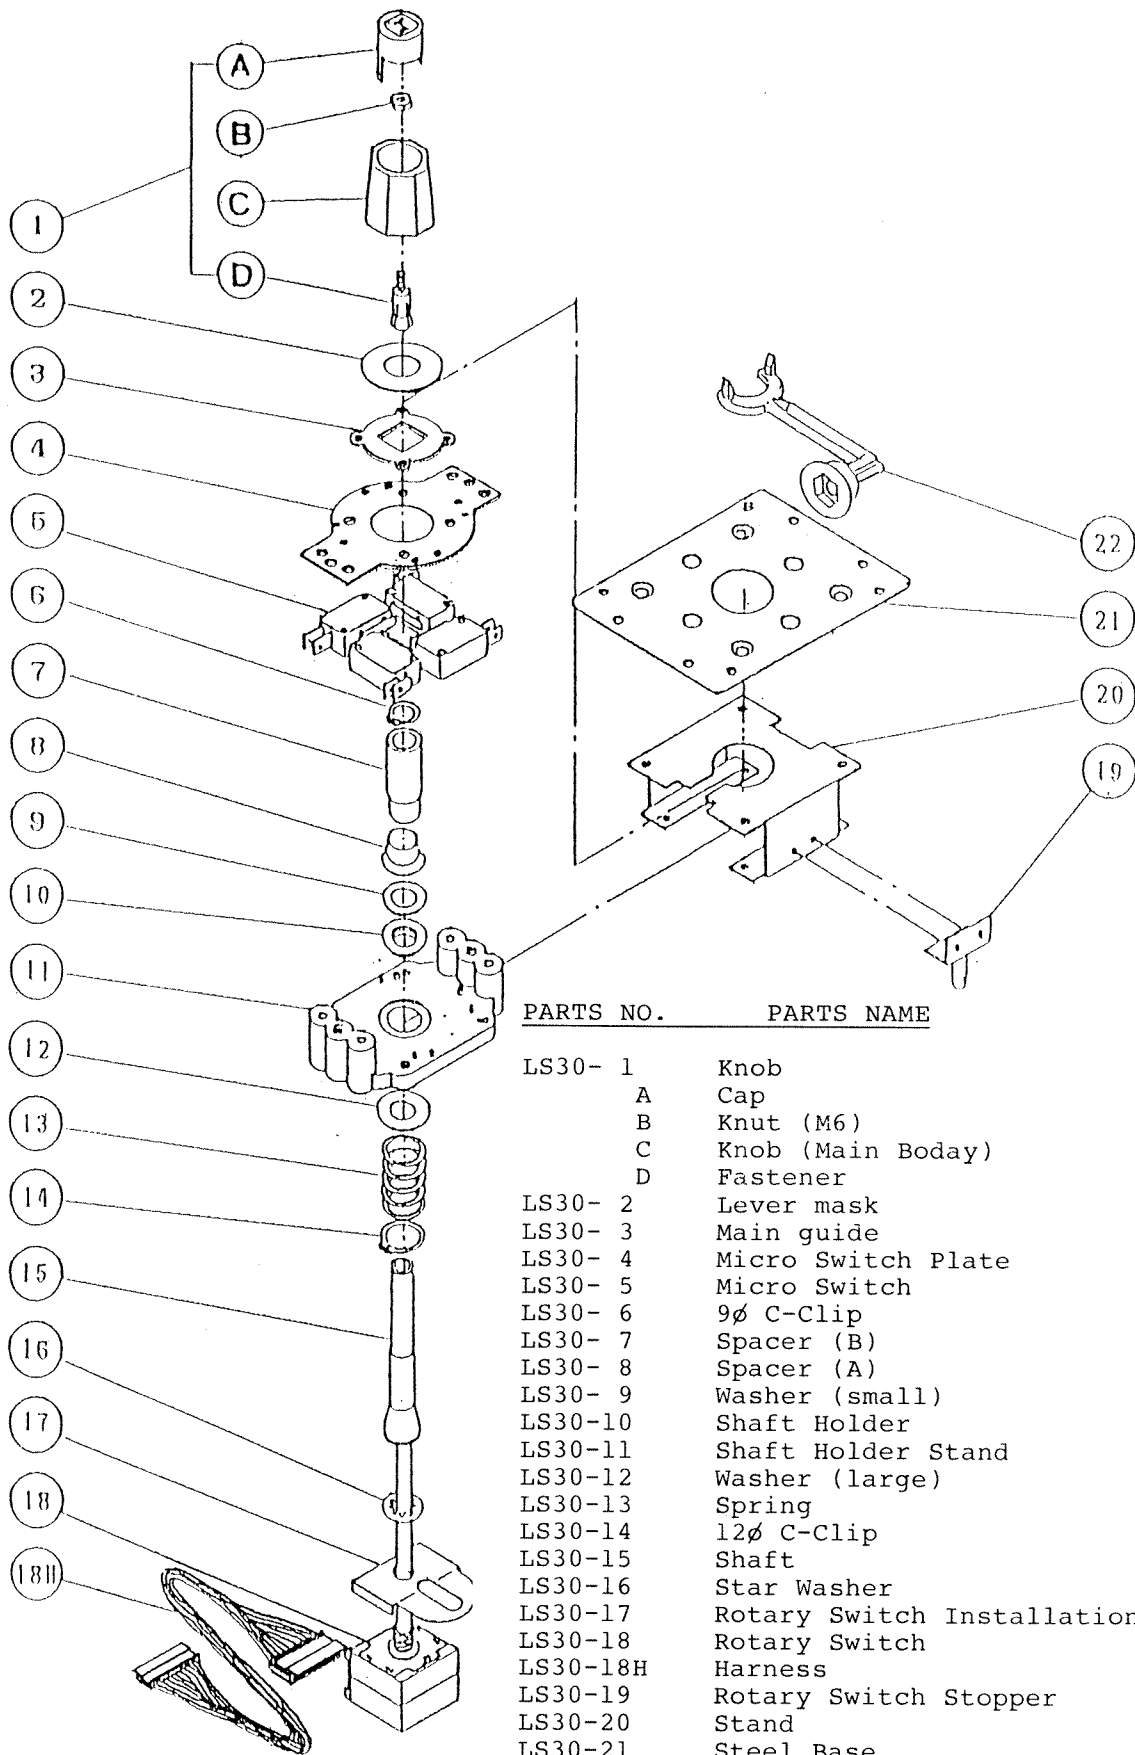 A
B
C
1
D
2
3
4
5
6
7
8
9
10
11
12
13
14
15
16
17
18
18H
B
22
21
20
19
PARTS NO. PARTS NAME
LS30- 1 Knob
A Cap
B Knut (M6)
C Knob (Main Boday)
D Fastener
LS30- 2 Lever mask
LS30- 3 Main guide
LS30- 4 Micro Switch Plate
LS30- 5 Micro Switch
LS30- 6 9ø C-Clip
LS30- 7 Spacer (B)
LS30- 8 Spacer (A)
LS30- 9 Washer (small)
LS30-10 Shaft Holder
LS30-11 Shaft Holder Stand
LS30-12 Washer (large)
LS30-13 Spring
LS30-14 12ø C-Clip
LS30-15 Shaft
LS30-16 Star Washer
LS30-17 Rotary Switch Installation
LS30-18 Rotary Switch
LS30-18H Harness
LS30-19 Rotary Switch Stopper
LS30-20 Stand
LS30-21 Steel Base